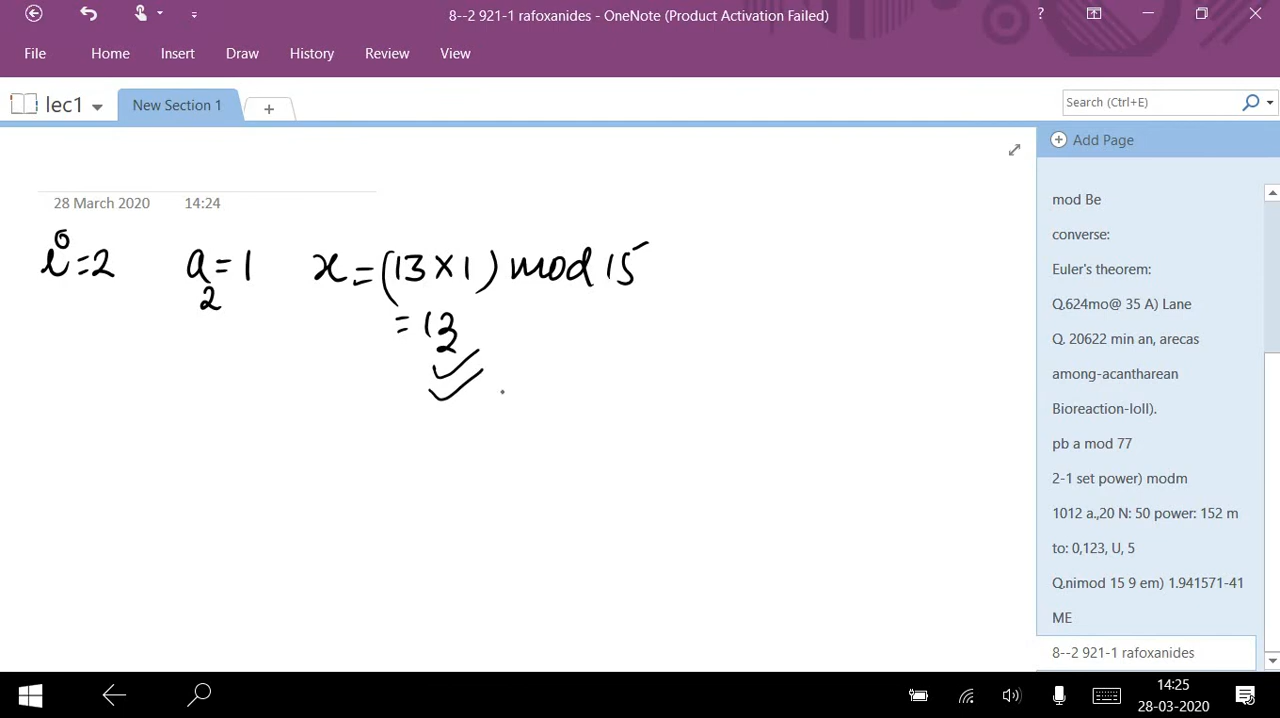 8--2 921-1 rafoxanides - OneNote (Product Activation Failed)
File Home Insert Draw History Review View
lec1 New Section 1
Search (Ctrl+E)
Add Page
28 March 2020 14:24
i=2 a₂=1 x=(13×1) mod 15
=13
mod Be
converse:
Euler's theorem:
Q,624mo@ 35 A) Lane
Q. 20622 min an, arecas
among-acantharean
Bioreaction-loll).
pb a mod 77
2-1 set power) modm
1012 a.,20 N: 50 power: 152 m
to: 0,123, U, 5
Q.nimod 15 9 em) 1.941571-41
ME
8--2 921-1 rafoxanides
14:25
28-03-2020